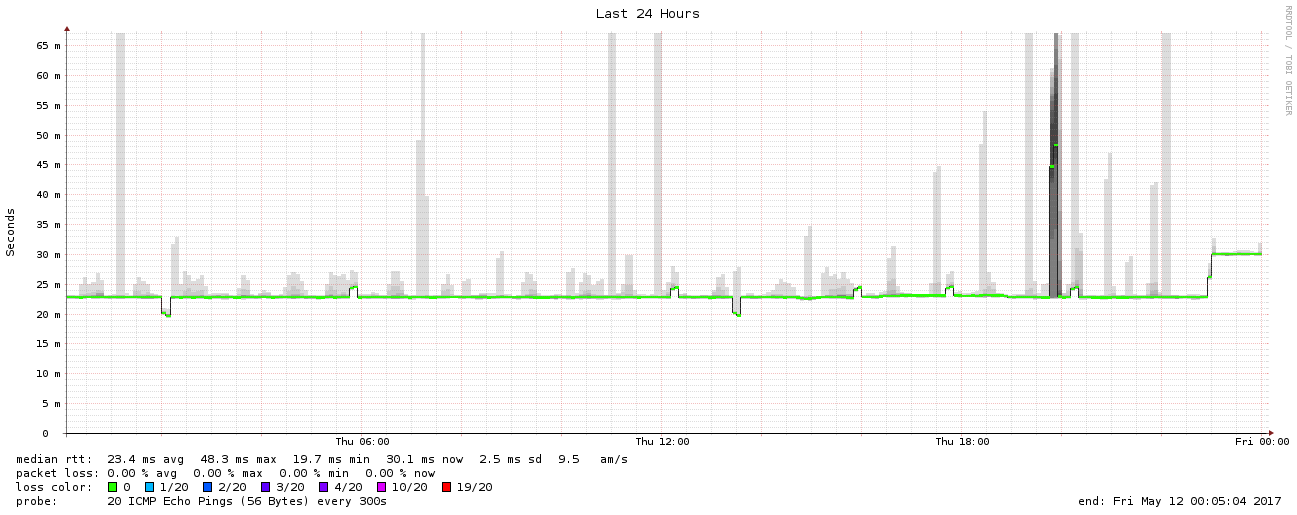 Last 24 Hours
RRDTOOL / TOBI OETIKER
Seconds
65 m
60 m
55 m
50 m
45 m
40 m
35 m
30 m
25 m
20 m
15 m
10 m
5 m
0
Thu 06:00 Thu 12:00 Thu 18:00 Fri 00:00
median rtt: 23.4 ms avg 48.3 ms max 19.7 ms min 30.1 ms now 2.5 ms sd 9.5 am/s
packet loss: 0.00 % avg 0.00 % max 0.00 % min 0.00 % now
loss color: 0 1/20 2/20 3/20 4/20 10/20 19/20
probe: 20 ICMP Echo Pings (56 Bytes) every 300s end: Fri May 12 00:05:04 2017